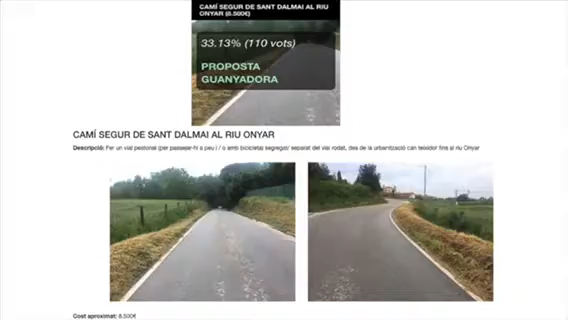 CAMÍ SEGUR DE SANT DALMAI AL RIU
ONYAR (8.500€)
33.13% (110 vots)
PROPOSTA
GUANYADORA
CAMÍ SEGUR DE SANT DALMAI AL RIU ONYAR
Descripció: Fer un vial peatonal (per passejar-hi a peu i / o amb bicicleta) segregat/ separat del vial rodat, des de la urbanització can teixidor fins al riu Onyar
Cost aproximat: 8.500€